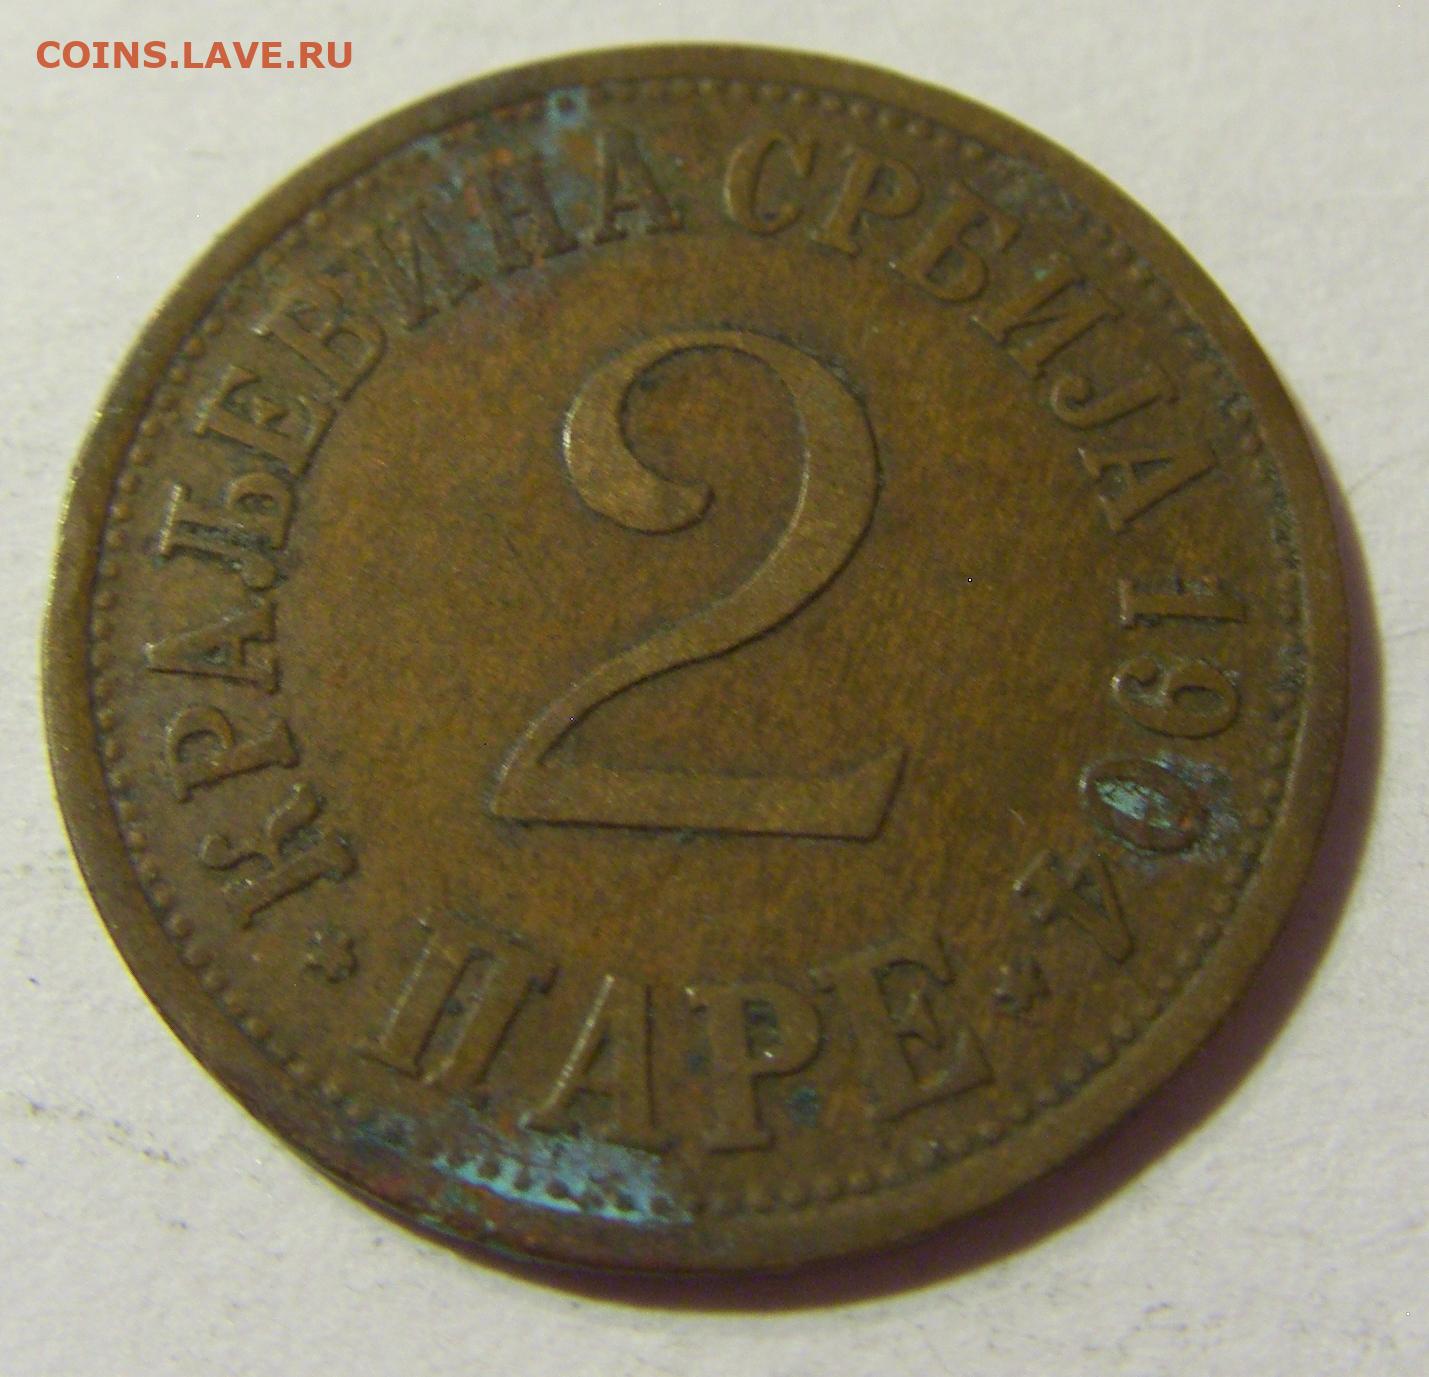 COINS.LAVE.RU
КРАЉЕВИНА СРБИЈА 1904
2
ПАРЕ